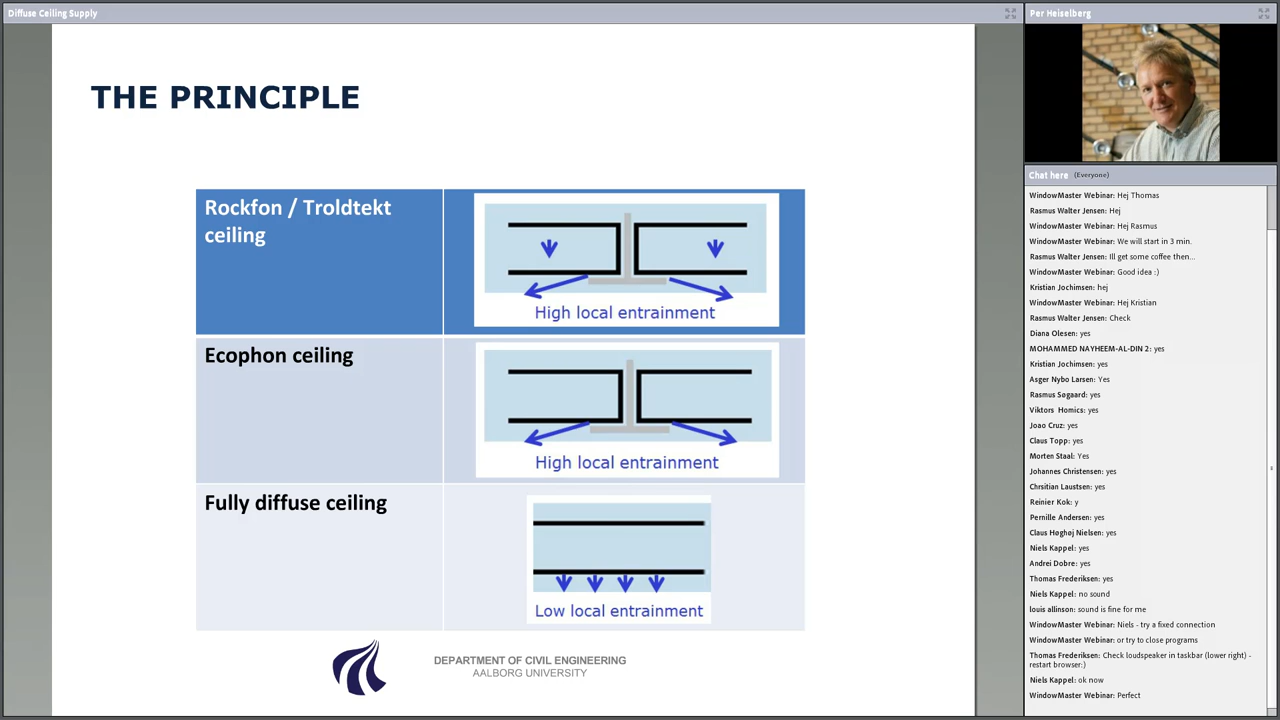 Diffuse Ceiling Supply
THE PRINCIPLE
Rockfon / Troldtekt
ceiling
High local entrainment
Ecophon ceiling
High local entrainment
Fully diffuse ceiling
Low local entrainment
DEPARTMENT OF CIVIL ENGINEERING
AALBORG UNIVERSITY
Per Heiselberg
Chat here (Everyone)
WindowMaster Webinar: Hej Thomas
Rasmus Walter Jensen: Hej
WindowMaster Webinar: Hej Rasmus
WindowMaster Webinar: We will start in 3 min.
Rasmus Walter Jensen: Ill get some coffee then...
WindowMaster Webinar: Good idea :)
Kristian Jochimsen: hej
WindowMaster Webinar: Hej Kristian
Rasmus Walter Jensen: Check
Diana Olesen: yes
MOHAMMED NAYHEEM-AL-DIN 2: yes
Kristian Jochimsen: yes
Asger Nybo Larsen: Yes
Rasmus Søgaard: yes
Viktors Homics: yes
Joao Cruz: yes
Claus Topp: yes
Morten Staal: Yes
Johannes Christensen: yes
Chrsitian Laustsen: yes
Reinier Kok: y
Pernille Andersen: yes
Claus Høghøj Nielsen: yes
Niels Kappel: yes
Andrei Dobre: yes
Thomas Frederiksen: yes
Niels Kappel: no sound
louis allinson: sound is fine for me
WindowMaster Webinar: Niels - try a fixed connection
WindowMaster Webinar: or try to close programs
Thomas Frederiksen: Check loudspeaker in taskbar (lower right) -
restart browser:)
Niels Kappel: ok now
WindowMaster Webinar: Perfect